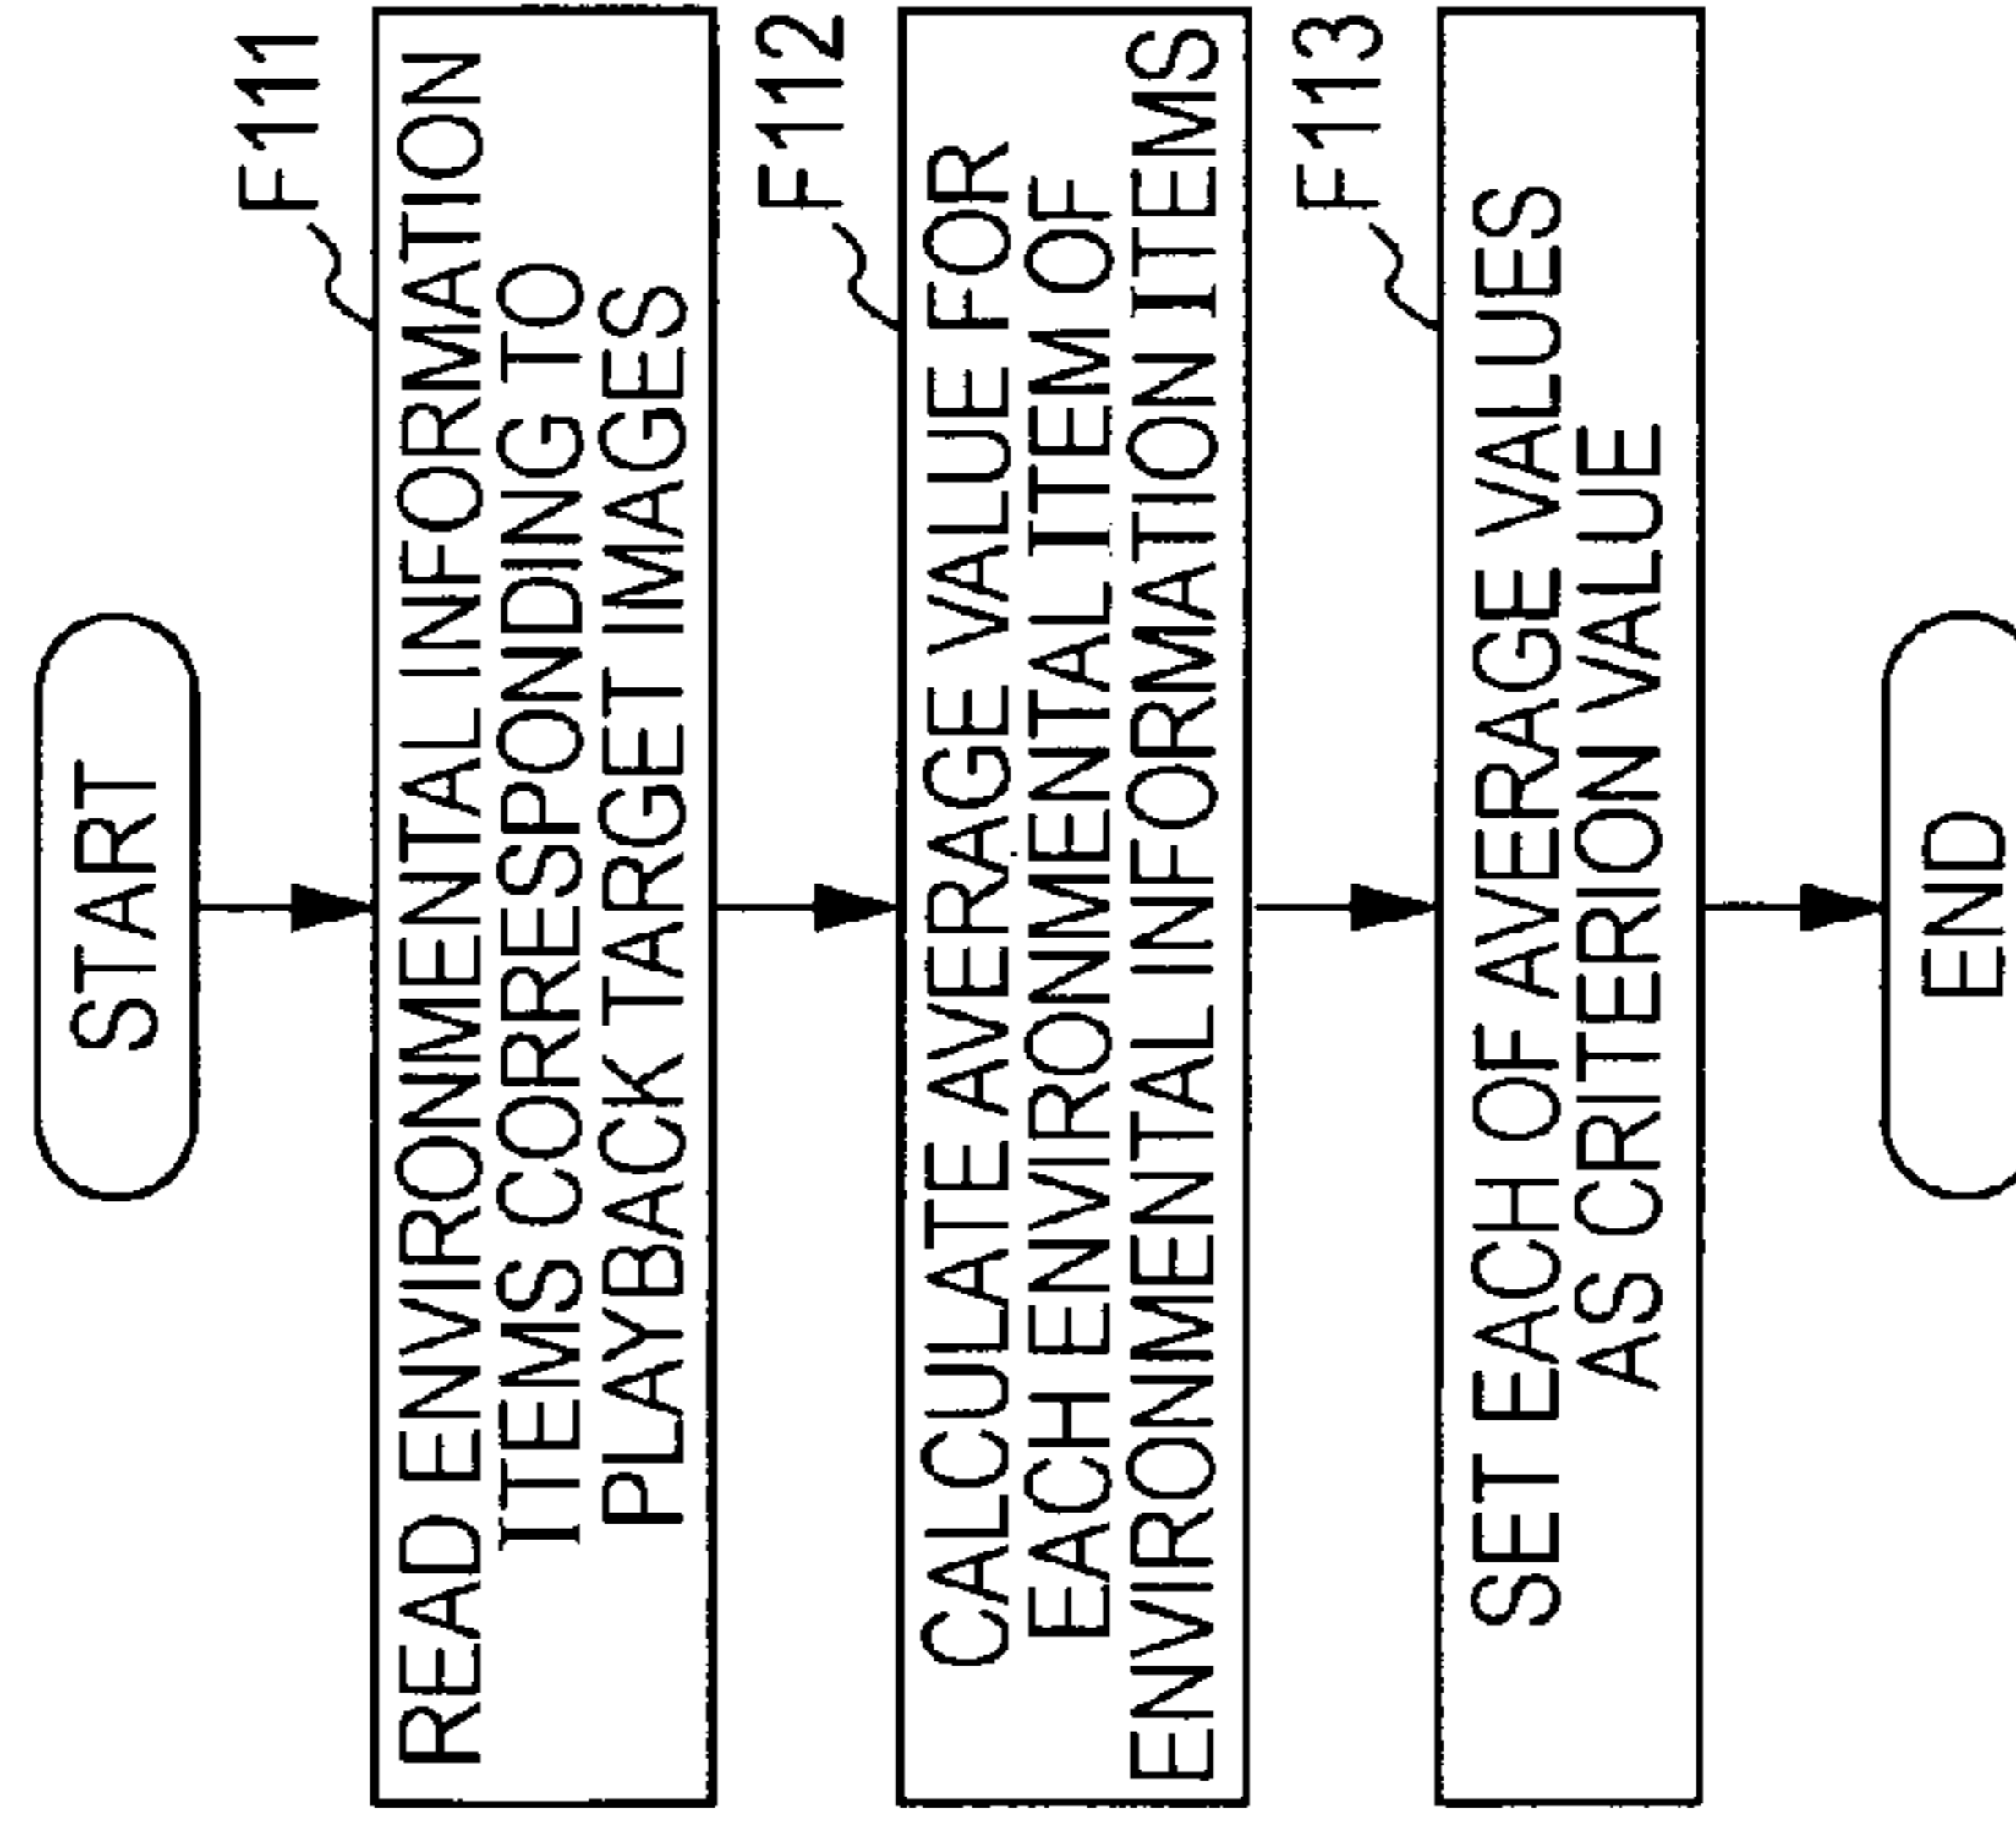 START
F111
READ ENVIRONMENTAL INFORMATION
ITEMS CORRESPONDING TO
PLAYBACK TARGET IMAGES
F112
CALCULATE AVERAGE VALUE FOR
EACH ENVIRONMENTAL ITEM OF
ENVIRONMENTAL INFORMATION ITEMS
F113
SET EACH OF AVERAGE VALUES
AS CRITERION VALUE
END